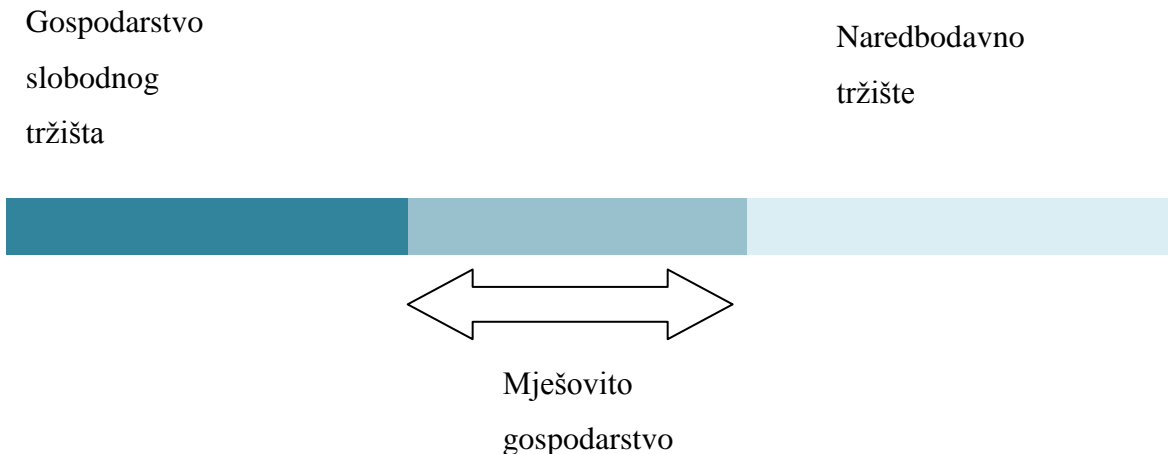 Gospodarstvo
slobodnog
tržišta
Naredbodavno
tržište
Mješovito
gospodarstvo